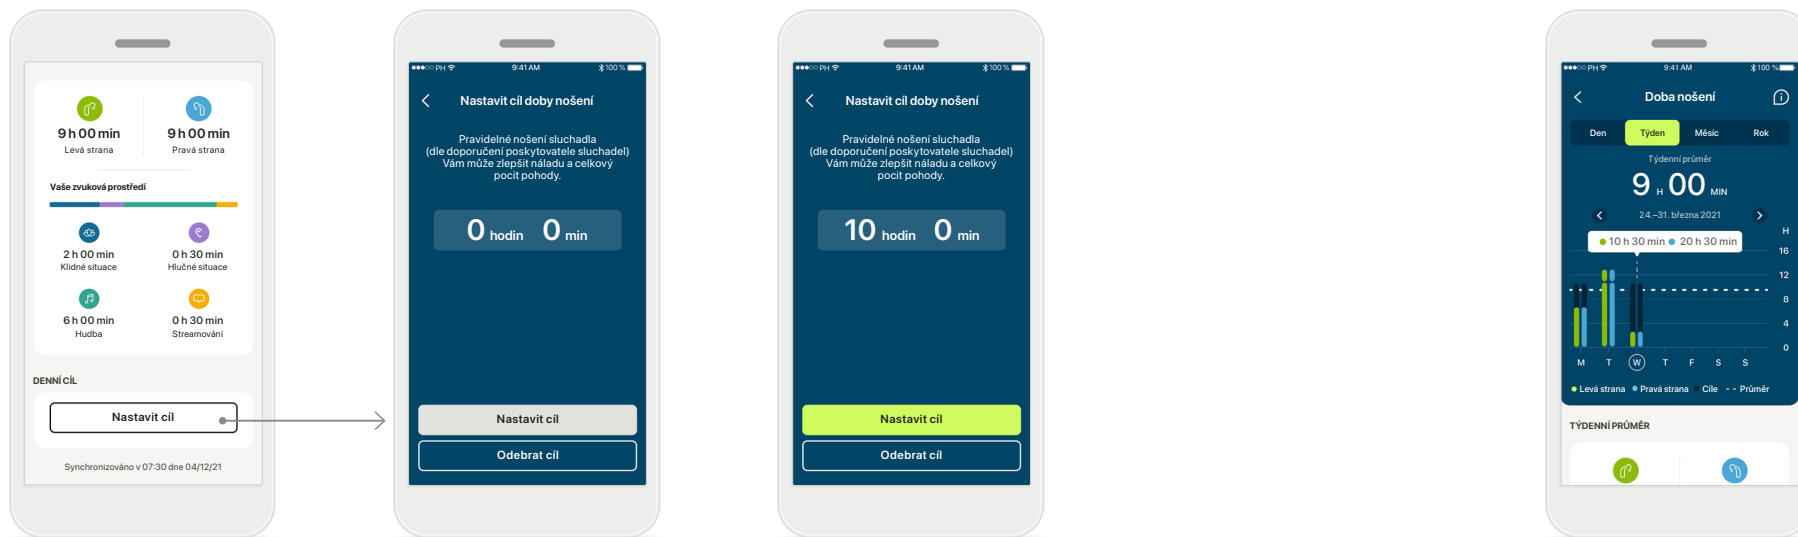 9 h 00 min
9 h 00 min
Levá strana
Pravá strana
Vaše zvuková prostředí
2 h 00 min
0 h 30 min
Klidné situace
Hlučné situace
6 h 00 min
0 h 30 min
Hudba
Streamování
DENNÍ CÍL
Nastavit cíl
Synchronizováno v 07:30 dne 04/12/21
PH 9:41 AM 100 %
Nastavit cíl doby nošení
Pravidelné nošení sluchadla
(dle doporučení poskytovatele sluchadel)
Vám může zlepšit náladu a celkový
pocit pohody.
0 hodin 0 min
Nastavit cíl
Odebrat cíl
PH 9:41 AM 100 %
Nastavit cíl doby nošení
Pravidelné nošení sluchadla
(dle doporučení poskytovatele sluchadel)
Vám může zlepšit náladu a celkový
pocit pohody.
10 hodin 0 min
Nastavit cíl
Odebrat cíl
PH 9:41 AM 100 %
Doba nošení
Den Týden Měsíc Rok
Týdenní průměr
9 H 00 MIN
24.–31. března 2021
H
10 h 30 min 20 h 30 min
16
12
8
4
0
M T W T F S S
Levá strana Pravá strana Cíle - - Průměr
TÝDENNÍ PRŮMĚR